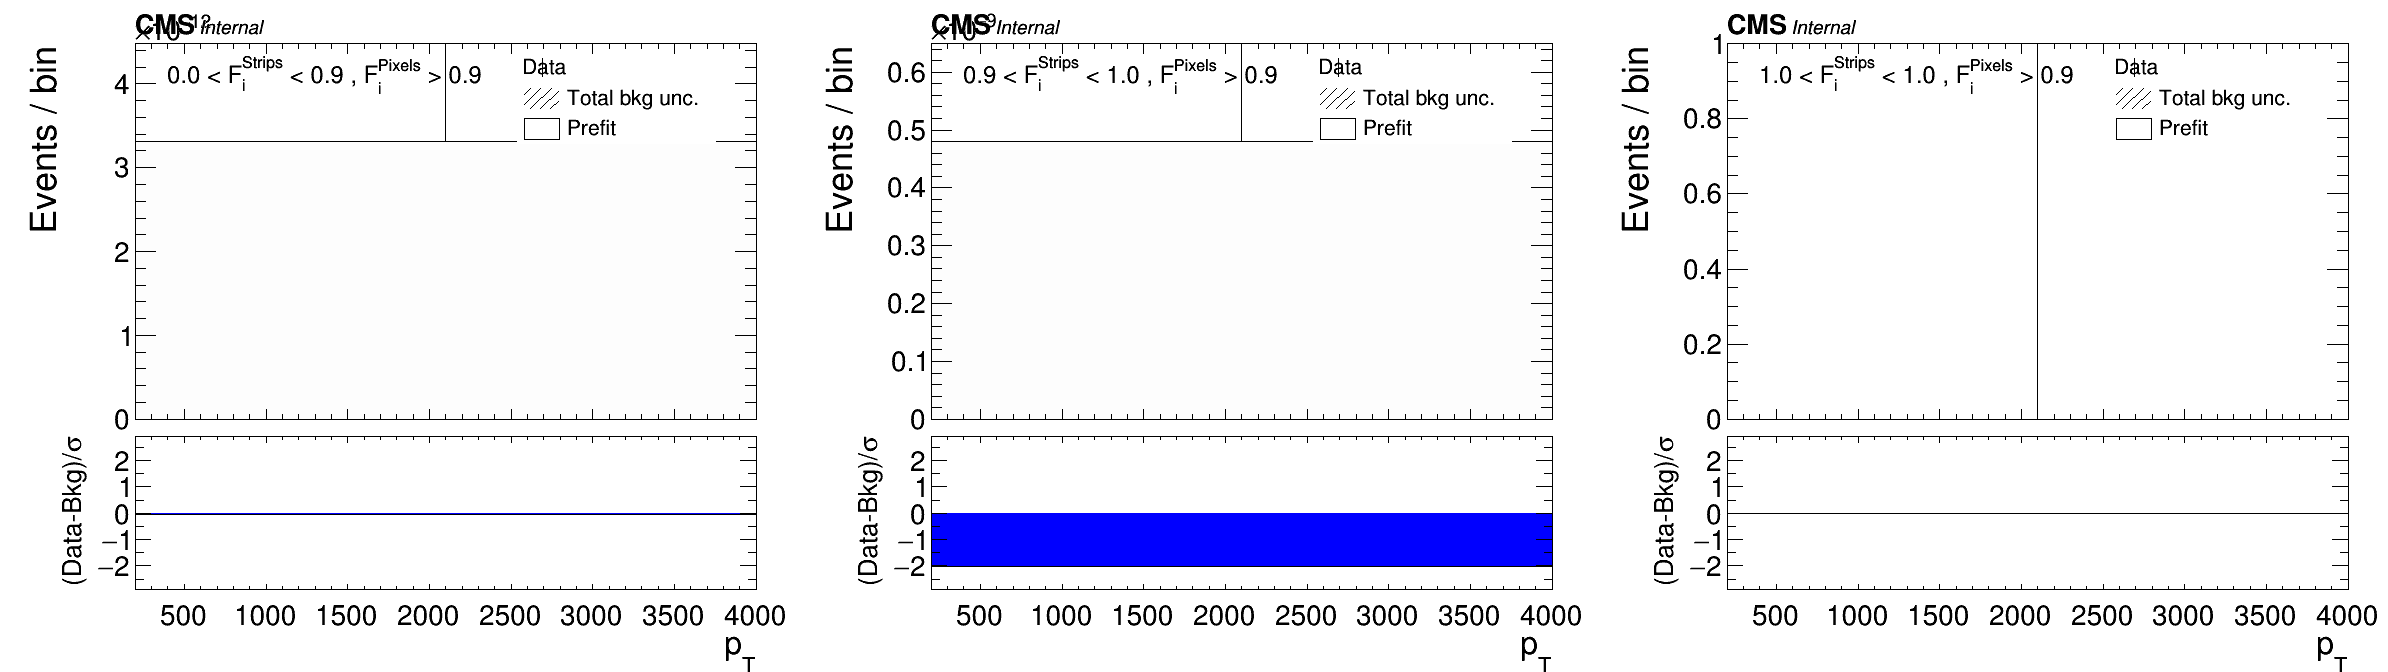 CMS Internal
Events / bin
0.0 < F_i^Strips < 0.9 , F_i^Pixels > 0.9
Data
Total bkg unc.
Prefit
4
3
2
1
0
(Data-Bkg)/σ
2
1
0
−1
−2
500 1000 1500 2000 2500 3000 3500 4000
p_T
CMS Internal
Events / bin
0.9 < F_i^Strips < 1.0 , F_i^Pixels > 0.9
Data
Total bkg unc.
Prefit
0.6
0.5
0.4
0.3
0.2
0.1
0
(Data-Bkg)/σ
2
1
0
−1
−2
500 1000 1500 2000 2500 3000 3500 4000
p_T
CMS Internal
Events / bin
1.0 < F_i^Strips < 1.0 , F_i^Pixels > 0.9
Data
Total bkg unc.
Prefit
1
0.8
0.6
0.4
0.2
0
(Data-Bkg)/σ
2
1
0
−1
−2
500 1000 1500 2000 2500 3000 3500 4000
p_T